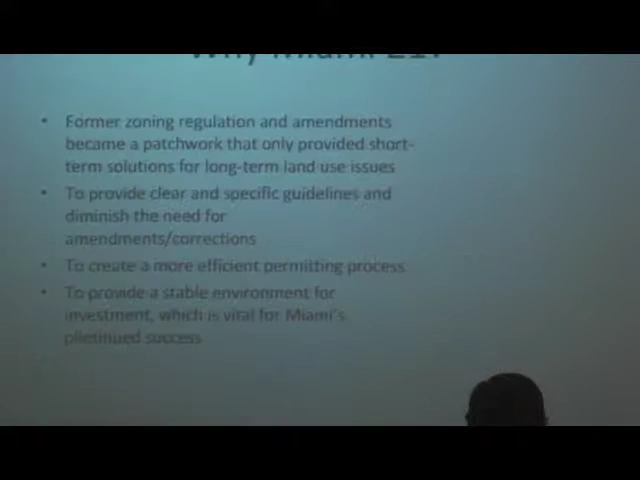 Why Miami 21?
• Former zoning regulation and amendments
became a patchwork that only provided short-
term solutions for long-term land use issues
• To provide clear and specific guidelines and
diminish the need for
amendments/corrections
• To create a more efficient permitting process
• To provide a stable environment for
investment, which is vital for Miami's
success